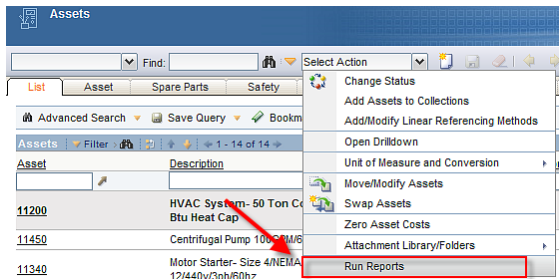 Assets
Find:
Select Action
List
Asset
Spare Parts
Safety
Advanced Search
Save Query
Bookm
Assets
Filter
1 - 14 of 14
Asset
Description
11200
HVAC System- 50 Ton Co
Btu Heat Cap
11450
Centrifugal Pump 100GPM/6
11340
Motor Starter- Size 4/NEMA
12/440v/3ph/60hz
Change Status
Add Assets to Collections
Add/Modify Linear Referencing Methods
Open Drilldown
Unit of Measure and Conversion
Move/Modify Assets
Swap Assets
Zero Asset Costs
Attachment Library/Folders
Run Reports